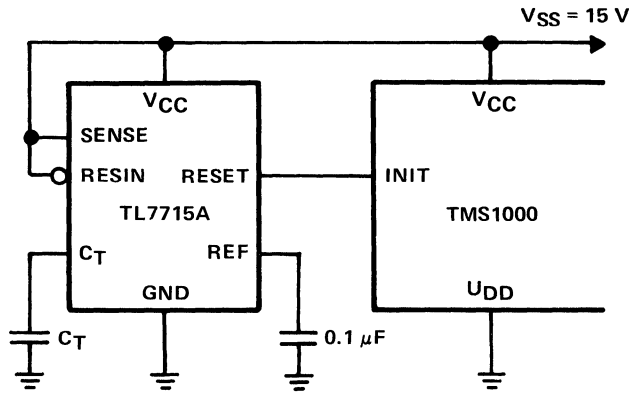 VSS = 15 V
VCC
VCC
SENSE
RESIN
RESET
INIT
TL7715A
TMS1000
CT
REF
GND
UDD
CT
0.1 μF